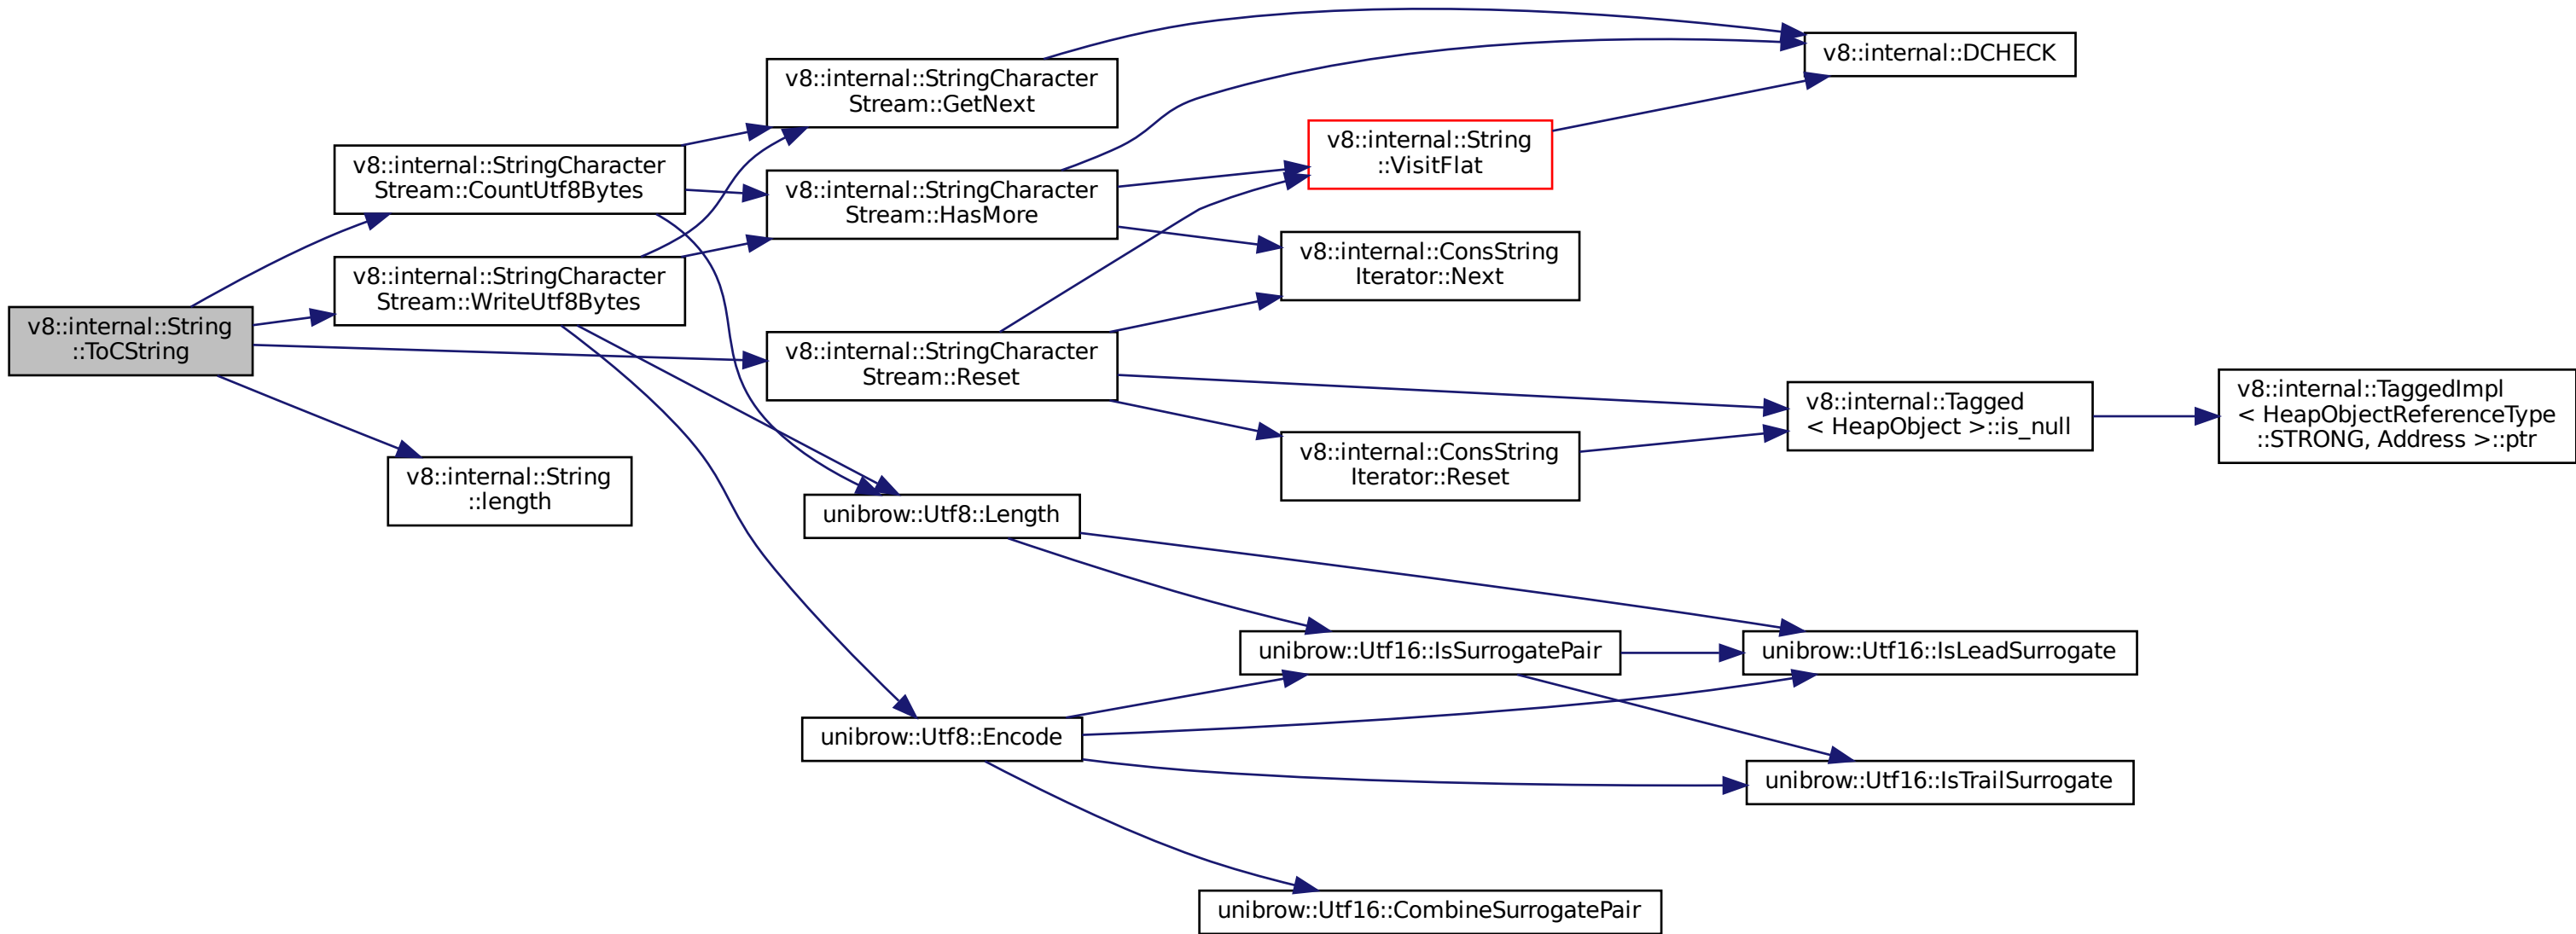 v8::internal::String
::ToCString
v8::internal::StringCharacter
Stream::CountUtf8Bytes
v8::internal::StringCharacter
Stream::WriteUtf8Bytes
v8::internal::String
::length
v8::internal::StringCharacter
Stream::GetNext
v8::internal::StringCharacter
Stream::HasMore
v8::internal::StringCharacter
Stream::Reset
unibrow::Utf8::Length
unibrow::Utf8::Encode
v8::internal::String
::VisitFlat
v8::internal::ConsString
Iterator::Next
v8::internal::ConsString
Iterator::Reset
unibrow::Utf16::IsSurrogatePair
unibrow::Utf16::CombineSurrogatePair
v8::internal::DCHECK
v8::internal::Tagged
< HeapObject >::is_null
unibrow::Utf16::IsLeadSurrogate
unibrow::Utf16::IsTrailSurrogate
v8::internal::TaggedImpl
< HeapObjectReferenceType
::STRONG, Address >::ptr